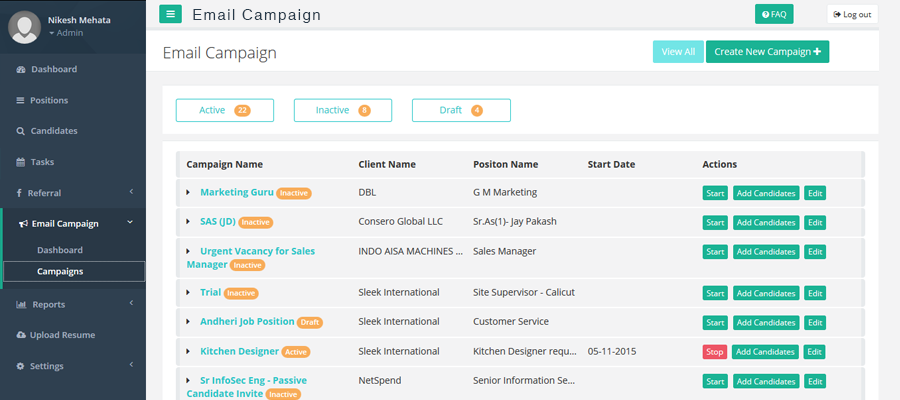 Nikesh Mehata
Admin
Dashboard
Positions
Candidates
Tasks
Referral
Email Campaign
Dashboard
Campaigns
Reports
Upload Resume
Settings
Email Campaign
FAQ
Log out
Email Campaign
View All
Create New Campaign
Active 22
Inactive 8
Draft 4
Campaign Name Client Name Positon Name Start Date Actions
Marketing Guru Inactive DBL G M Marketing Start Add Candidates Edit
SAS (JD) Inactive Consero Global LLC Sr.As(1)- Jay Pakash Start Add Candidates Edit
Urgent Vacancy for Sales INDO AISA MACHINES ... Sales Manager Start Add Candidates Edit
Manager Inactive
Trial Inactive Sleek International Site Supervisor - Calicut Start Add Candidates Edit
Andheri Job Position Draft Sleek International Customer Service Start Add Candidates Edit
Kitchen Designer Active Sleek International Kitchen Designer requ... 05-11-2015 Stop Add Candidates Edit
Sr InfoSec Eng - Passive NetSpend Senior Information Se... Start Add Candidates Edit
Candidate Invite Inactive